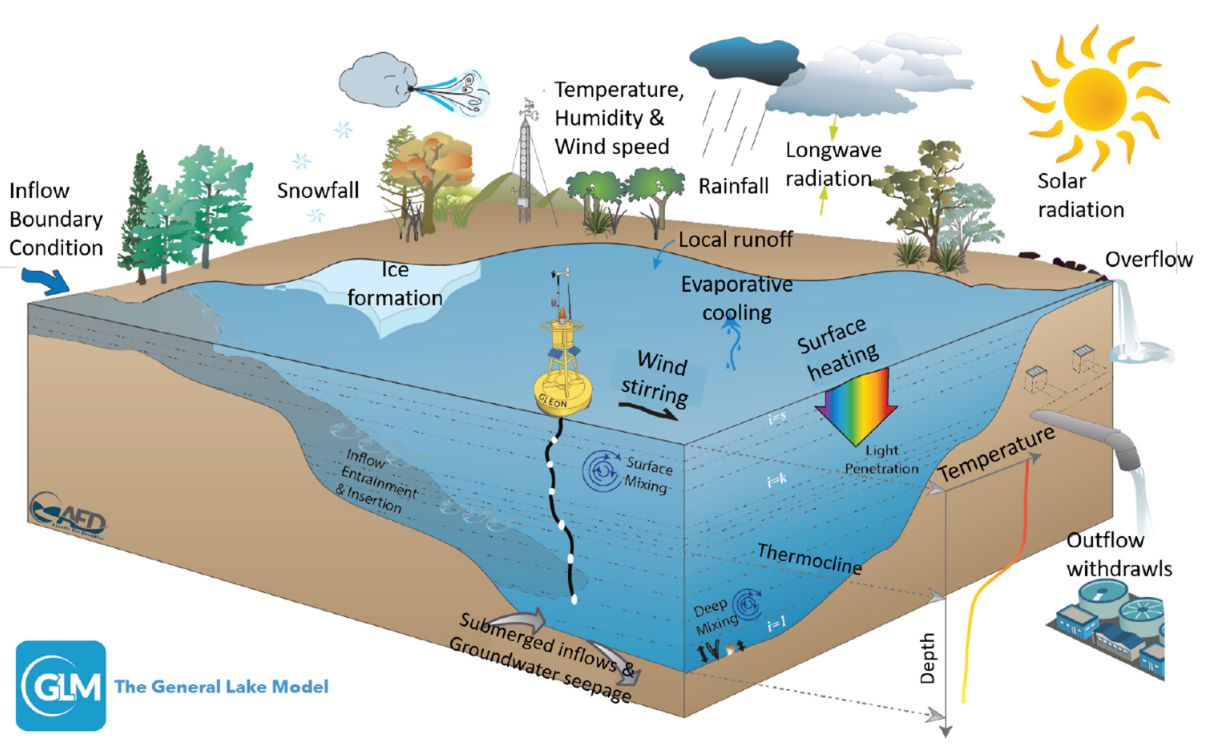 Temperature,
Humidity &
Wind speed
Longwave
radiation
Rainfall
Solar
radiation
Inflow
Boundary
Condition
Snowfall
Local runoff
Overflow
Ice
formation
Evaporative
cooling
Surface
heating
Wind
stirring
GLEON
i=s
Light
Penetration
Temperature
Surface
Mixing
i=k
Inflow
Entrainment
& Insertion
AED
Thermocline
Outflow
withdrawls
Deep
Mixing
i=1
Submerged inflows &
Groundwater seepage
Depth
GLM
The General Lake Model